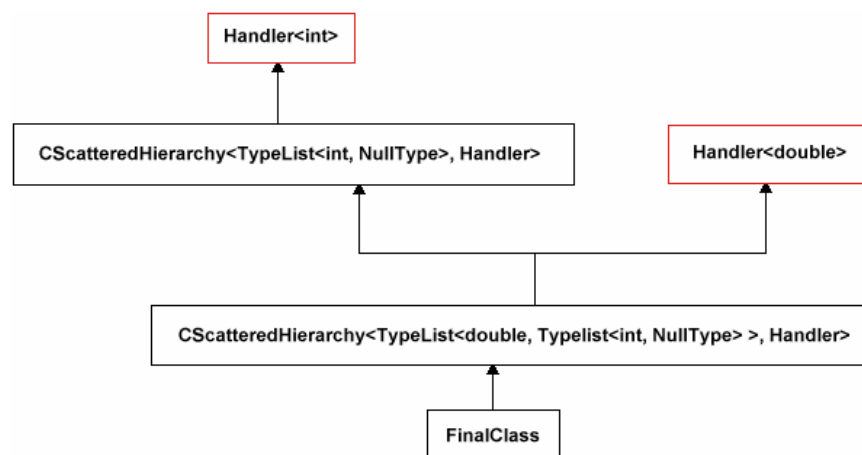 Handler<int>
CScatteredHierarchy<TypeList<int, NullType>, Handler>
Handler<double>
CScatteredHierarchy<TypeList<double, Typelist<int, NullType> >, Handler>
FinalClass